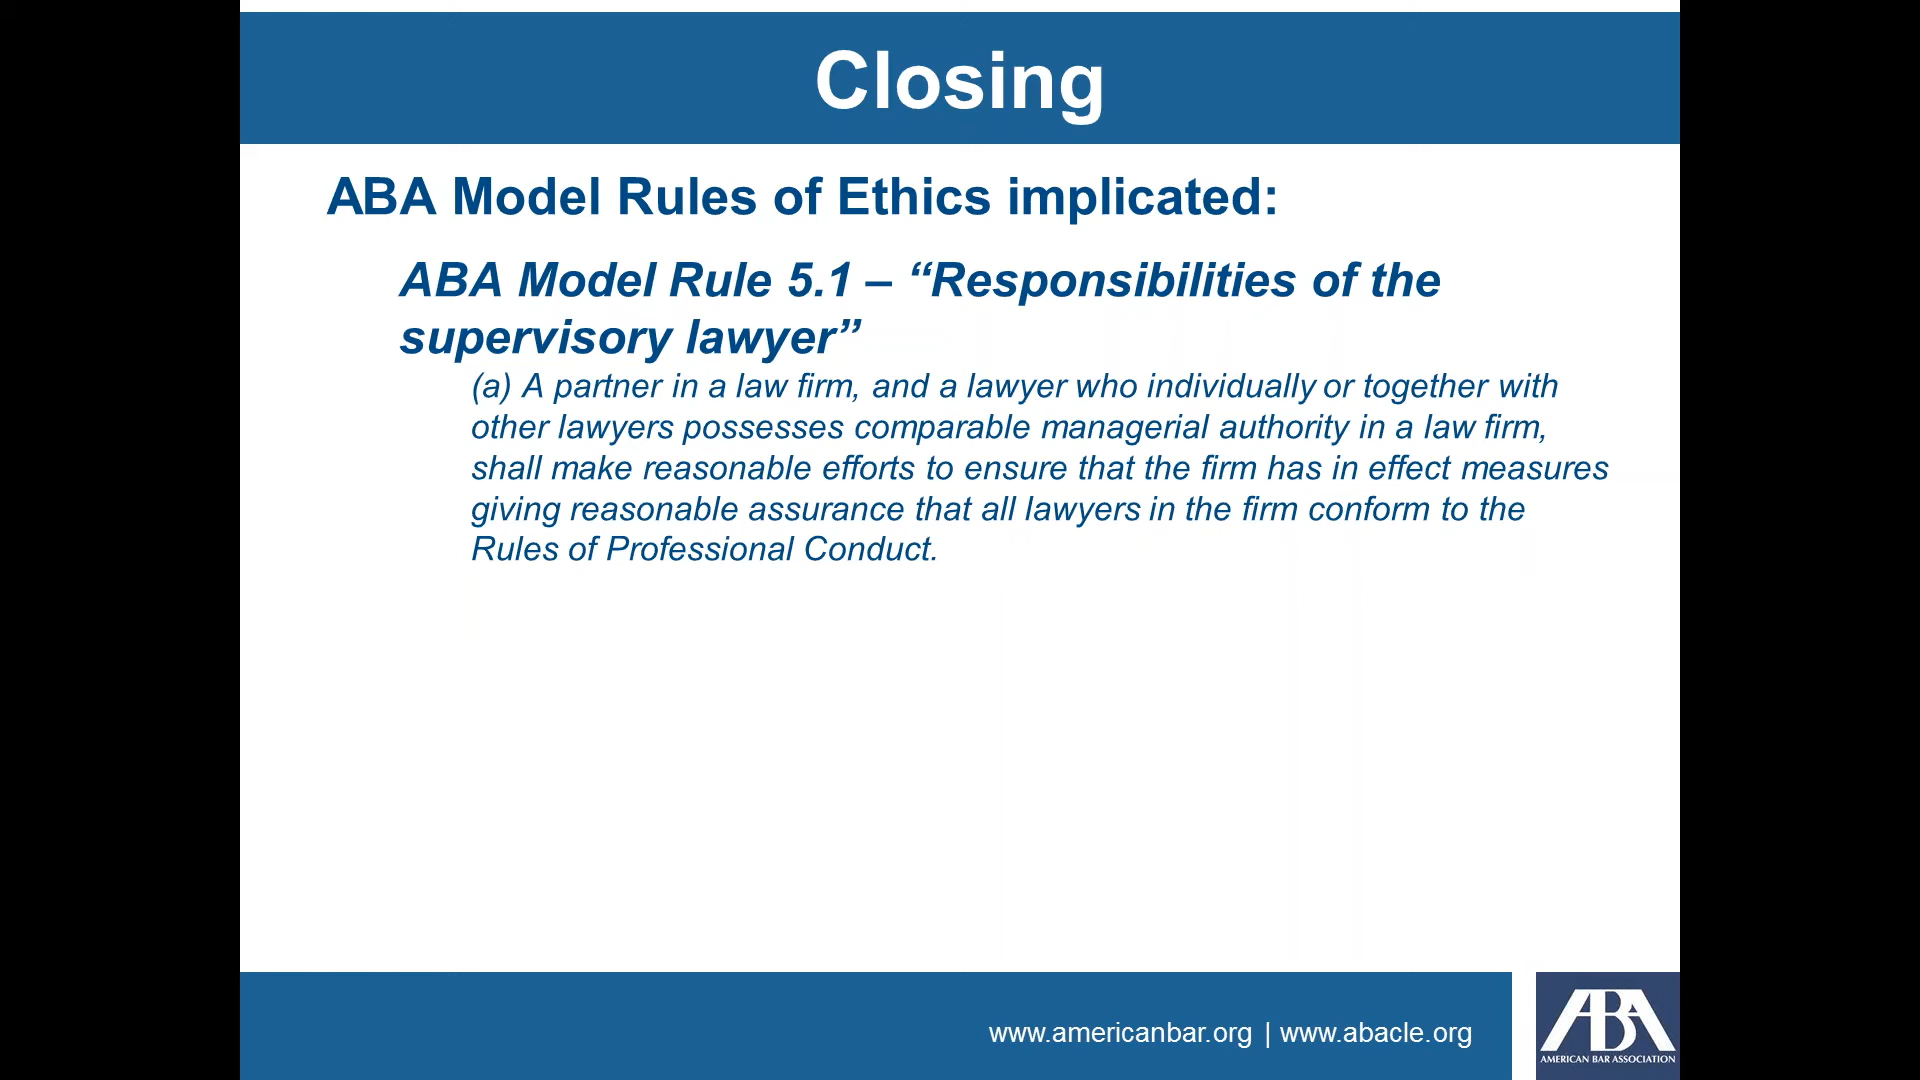 Closing
ABA Model Rules of Ethics implicated:
ABA Model Rule 5.1 – “Responsibilities of the
supervisory lawyer”
(a) A partner in a law firm, and a lawyer who individually or together with
other lawyers possesses comparable managerial authority in a law firm,
shall make reasonable efforts to ensure that the firm has in effect measures
giving reasonable assurance that all lawyers in the firm conform to the
Rules of Professional Conduct.
www.americanbar.org | www.abacle.org
ABA
AMERICAN BAR ASSOCIATION